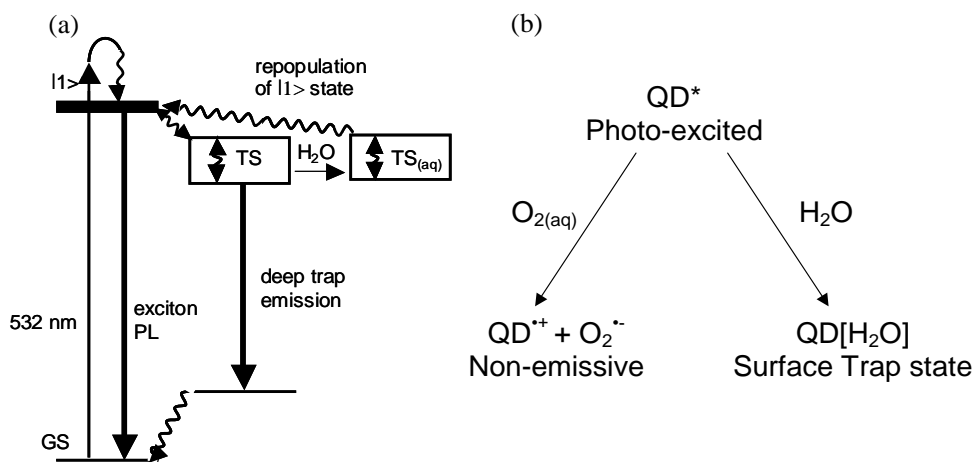 (a)
|1>
repopulation
of |1> state
TS
H₂O
TS₍aq₎
deep trap
emission
exciton
PL
532 nm
GS
(b)
QD*
Photo-excited
O₂(aq)
H₂O
QD•⁺ + O₂•⁻
Non-emissive
QD[H₂O]
Surface Trap state